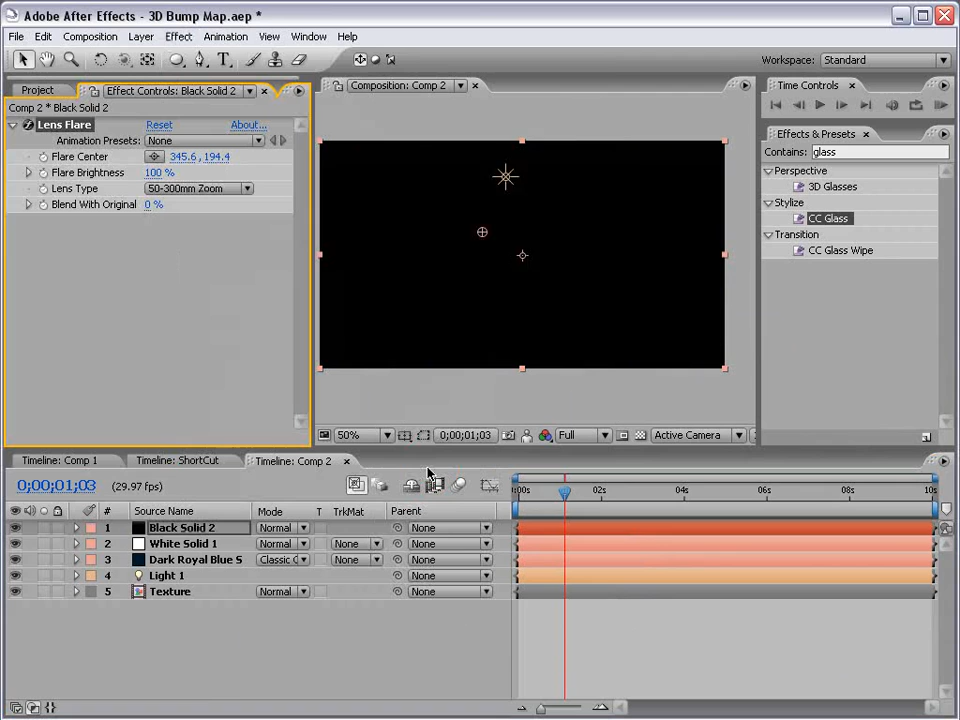 Adobe After Effects - 3D Bump Map.aep *
File Edit Composition Layer Effect Animation View Window Help
Workspace: Standard
Project Effect Controls: Black Solid 2
Comp 2 * Black Solid 2
Lens Flare Reset About...
Animation Presets: None
Flare Center 345.6, 194.4
Flare Brightness 100 %
Lens Type 50-300mm Zoom
Blend With Original 0 %
Composition: Comp 2
50% 0;00;01;03 Full Active Camera
Time Controls
Effects & Presets
Contains: glass
Perspective
3D Glasses
Stylize
CC Glass
Transition
CC Glass Wipe
Timeline: Comp 1 Timeline: ShortCut Timeline: Comp 2
0;00;01;03 (29.97 fps)
:00s 02s 04s 06s 08s 10s
# Source Name Mode T TrkMat Parent
1 Black Solid 2 Normal None
2 White Solid 1 Normal None None
3 Dark Royal Blue S Classic C None None
4 Light 1 None
5 Texture Normal None